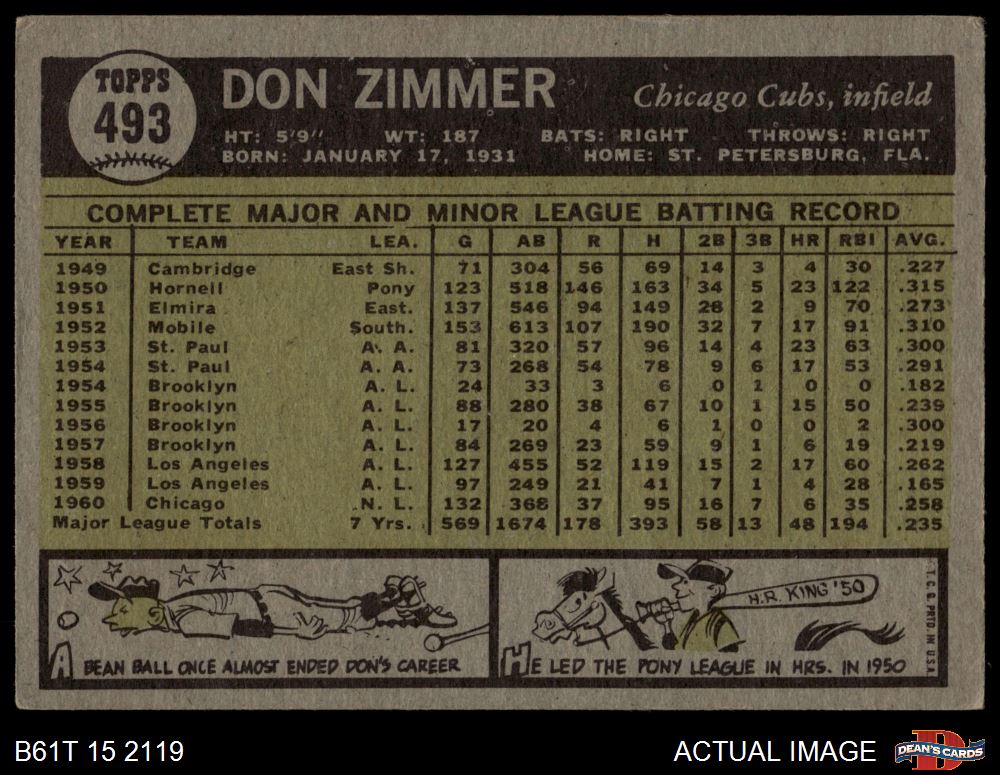 TOPPS
493
DON ZIMMER
Chicago Cubs, infield
HT: 5'9" WT: 187 BATS: RIGHT THROWS: RIGHT
BORN: JANUARY 17, 1931 HOME: ST. PETERSBURG, FLA.
COMPLETE MAJOR AND MINOR LEAGUE BATTING RECORD
YEAR TEAM LEA. G AB R H 2B 3B HR RBI AVG.
1949 Cambridge East Sh. 71 304 56 69 14 3 4 30 .227
1950 Hornell Pony 123 518 146 163 34 5 23 122 .315
1951 Elmira East. 137 546 94 149 28 2 9 70 .273
1952 Mobile South. 153 613 107 190 32 7 17 91 .310
1953 St. Paul A. A. 81 320 57 96 14 4 23 63 .300
1954 St. Paul A. A. 73 268 54 78 9 6 17 53 .291
1954 Brooklyn A. L. 24 33 3 6 0 1 0 0 .182
1955 Brooklyn A. L. 88 280 38 67 10 1 15 50 .239
1956 Brooklyn A. L. 17 20 4 6 1 0 0 2 .300
1957 Brooklyn A. L. 84 269 23 59 9 1 6 19 .219
1958 Los Angeles A. L. 127 455 52 119 15 2 17 60 .262
1959 Los Angeles A. L. 97 249 21 41 7 1 4 28 .165
1960 Chicago N. L. 132 368 37 95 16 7 6 35 .258
Major League Totals 7 Yrs. 569 1674 178 393 58 13 48 194 .235
A BEAN BALL ONCE ALMOST ENDED DON'S CAREER
H.R. KING '50
HE LED THE PONY LEAGUE IN HRS. IN 1950
T.C.G. PRTD IN U.S.A.
B61T 15 2119
ACTUAL IMAGE
DEAN'S CARDS